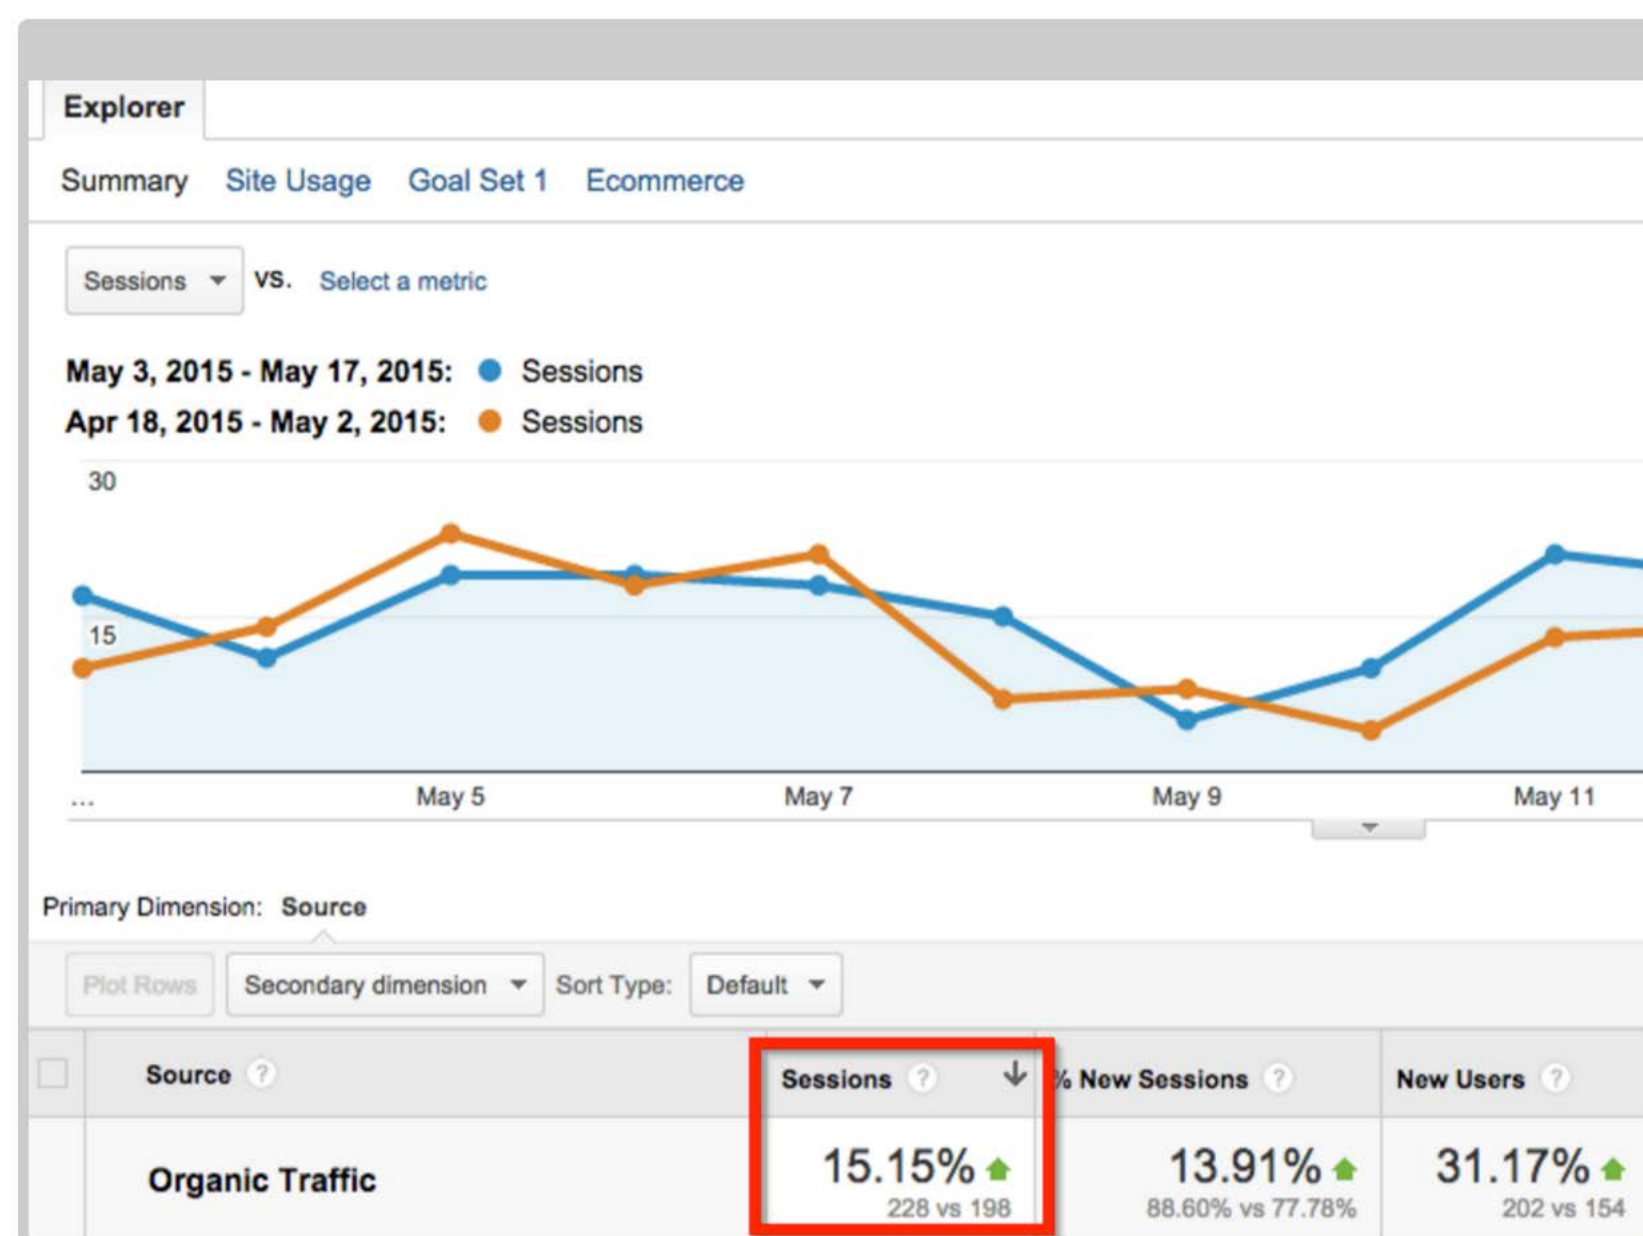 Explorer
Summary Site Usage Goal Set 1 Ecommerce
Sessions VS. Select a metric
May 3, 2015 - May 17, 2015: Sessions
Apr 18, 2015 - May 2, 2015: Sessions
30
15
... May 5 May 7 May 9 May 11
Primary Dimension: Source
Plot Rows Secondary dimension Sort Type: Default
Source ? Sessions ? % New Sessions ? New Users ?
Organic Traffic 15.15% 13.91% 31.17%
228 vs 198 88.60% vs 77.78% 202 vs 154